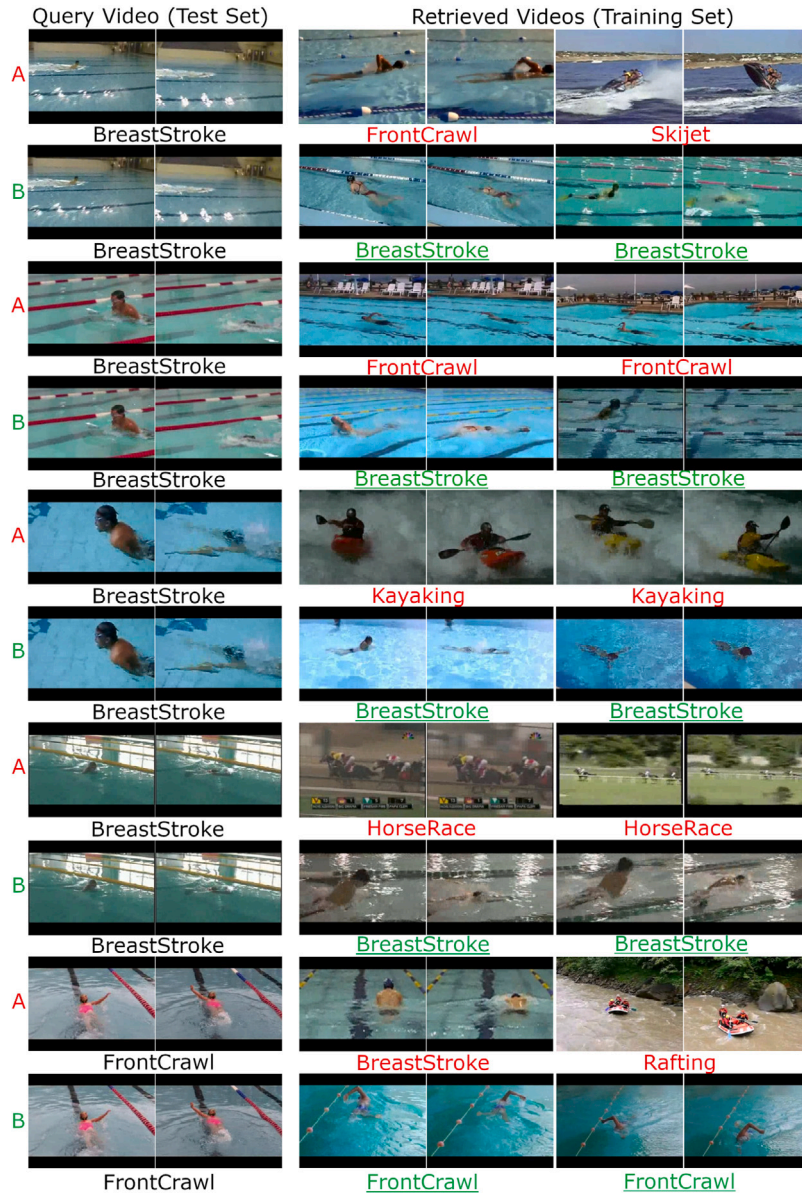 Query Video (Test Set) Retrieved Videos (Training Set)
A
BreastStroke FrontCrawl Skijet
B
BreastStroke BreastStroke BreastStroke
A
BreastStroke FrontCrawl FrontCrawl
B
BreastStroke BreastStroke BreastStroke
A
BreastStroke Kayaking Kayaking
B
BreastStroke BreastStroke BreastStroke
A
BreastStroke HorseRace HorseRace
B
BreastStroke BreastStroke BreastStroke
A
FrontCrawl BreastStroke Rafting
B
FrontCrawl FrontCrawl FrontCrawl